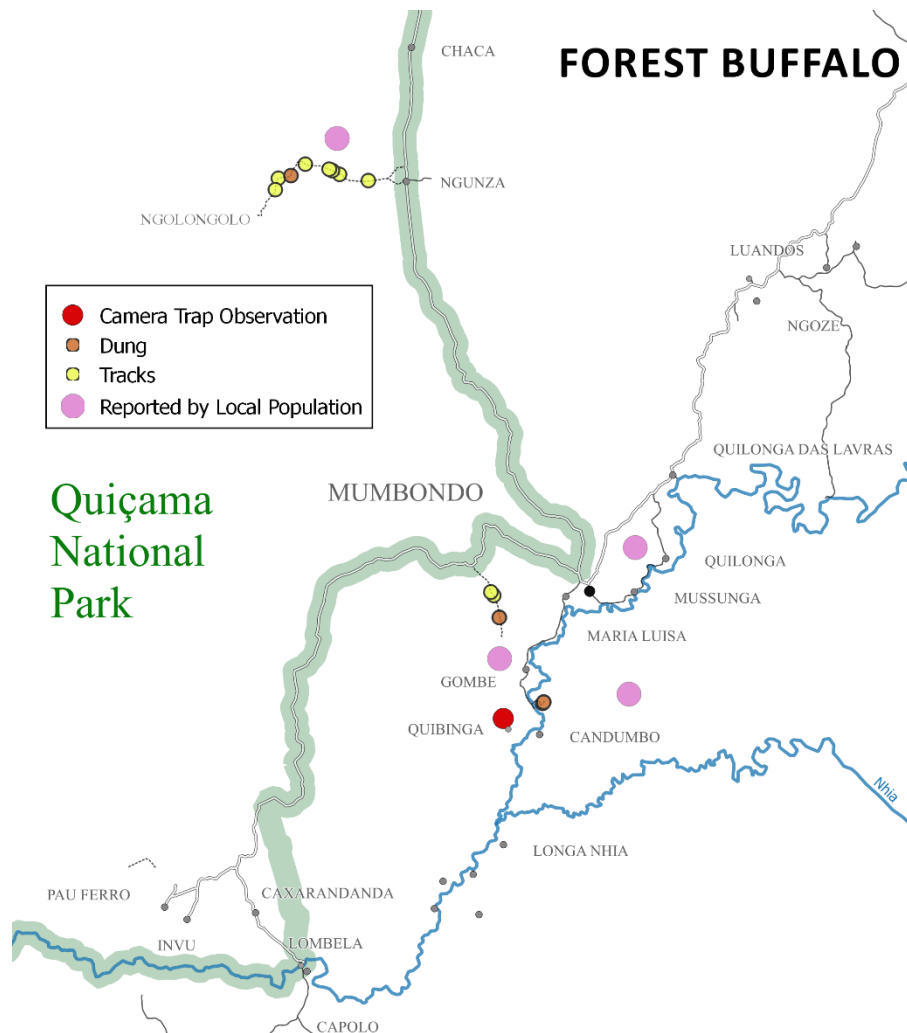 CHACA
FOREST BUFFALO
NGUNZA
NGOLONGOLO
LUANDOS
Camera Trap Observation
Dung
Tracks
Reported by Local Population
NGOZE
QUILONGA DAS LAVRAS
Quiçama
National
Park
MUMBONDO
QUILONGA
MUSSUNGA
MARIA LUISA
GOMBE
QUIBINGA
CANDUMBO
Nhia
LONGA NHIA
PAU FERRO
CAXARANDANDA
INVU
LOMBELA
CAPOLO